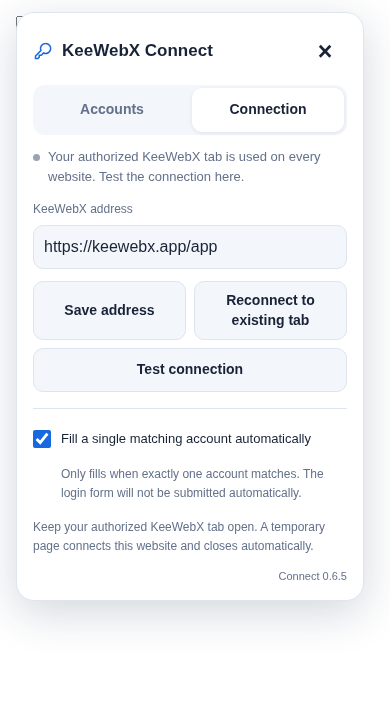 KeeWebX Connect
Accounts
Connection
Your authorized KeeWebX tab is used on every
website. Test the connection here.
KeeWebX address
https://keewebx.app/app
Save address
Reconnect to
existing tab
Test connection
Fill a single matching account automatically
Only fills when exactly one account matches. The
login form will not be submitted automatically.
Keep your authorized KeeWebX tab open. A temporary
page connects this website and closes automatically.
Connect 0.6.5